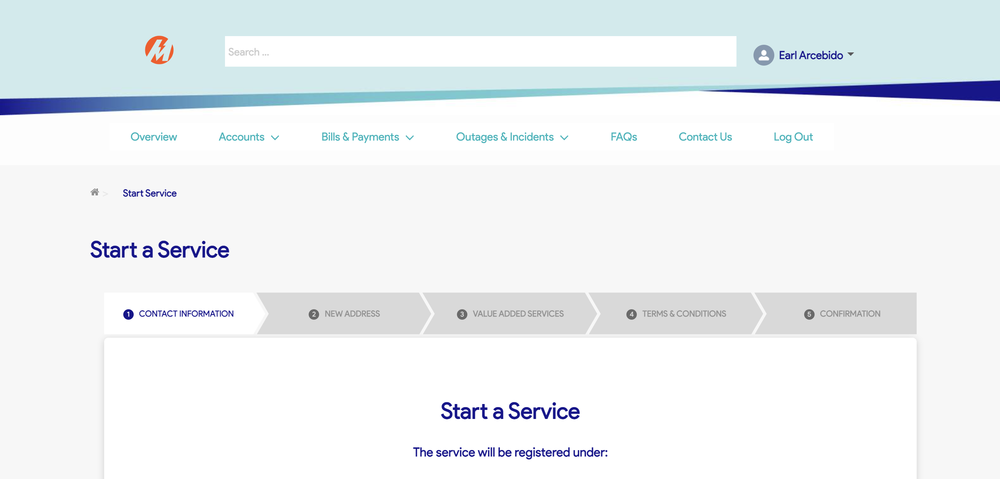 Search ...
Earl Arcebido
Overview
Accounts
Bills & Payments
Outages & Incidents
FAQs
Contact Us
Log Out
> Start Service
Start a Service
1 CONTACT INFORMATION
2 NEW ADDRESS
3 VALUE ADDED SERVICES
4 TERMS & CONDITIONS
5 CONFIRMATION
Start a Service
The service will be registered under: